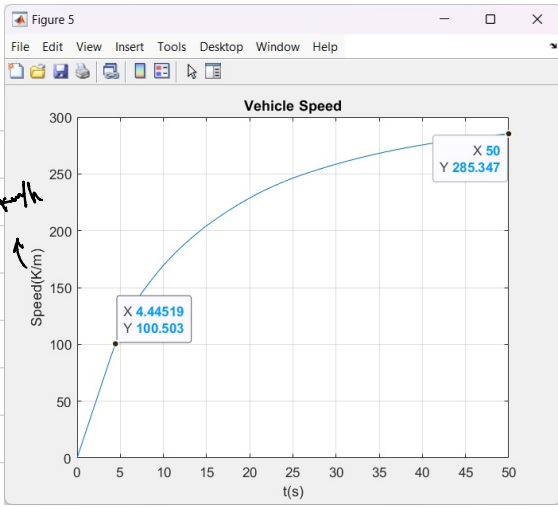 Figure 5
File Edit View Insert Tools Desktop Window Help
Vehicle Speed
km/h
Speed(K/m)
300
250
200
150
100
50
0
X 50
Y 285.347
X 4.44519
Y 100.503
0 5 10 15 20 25 30 35 40 45 50
t(s)